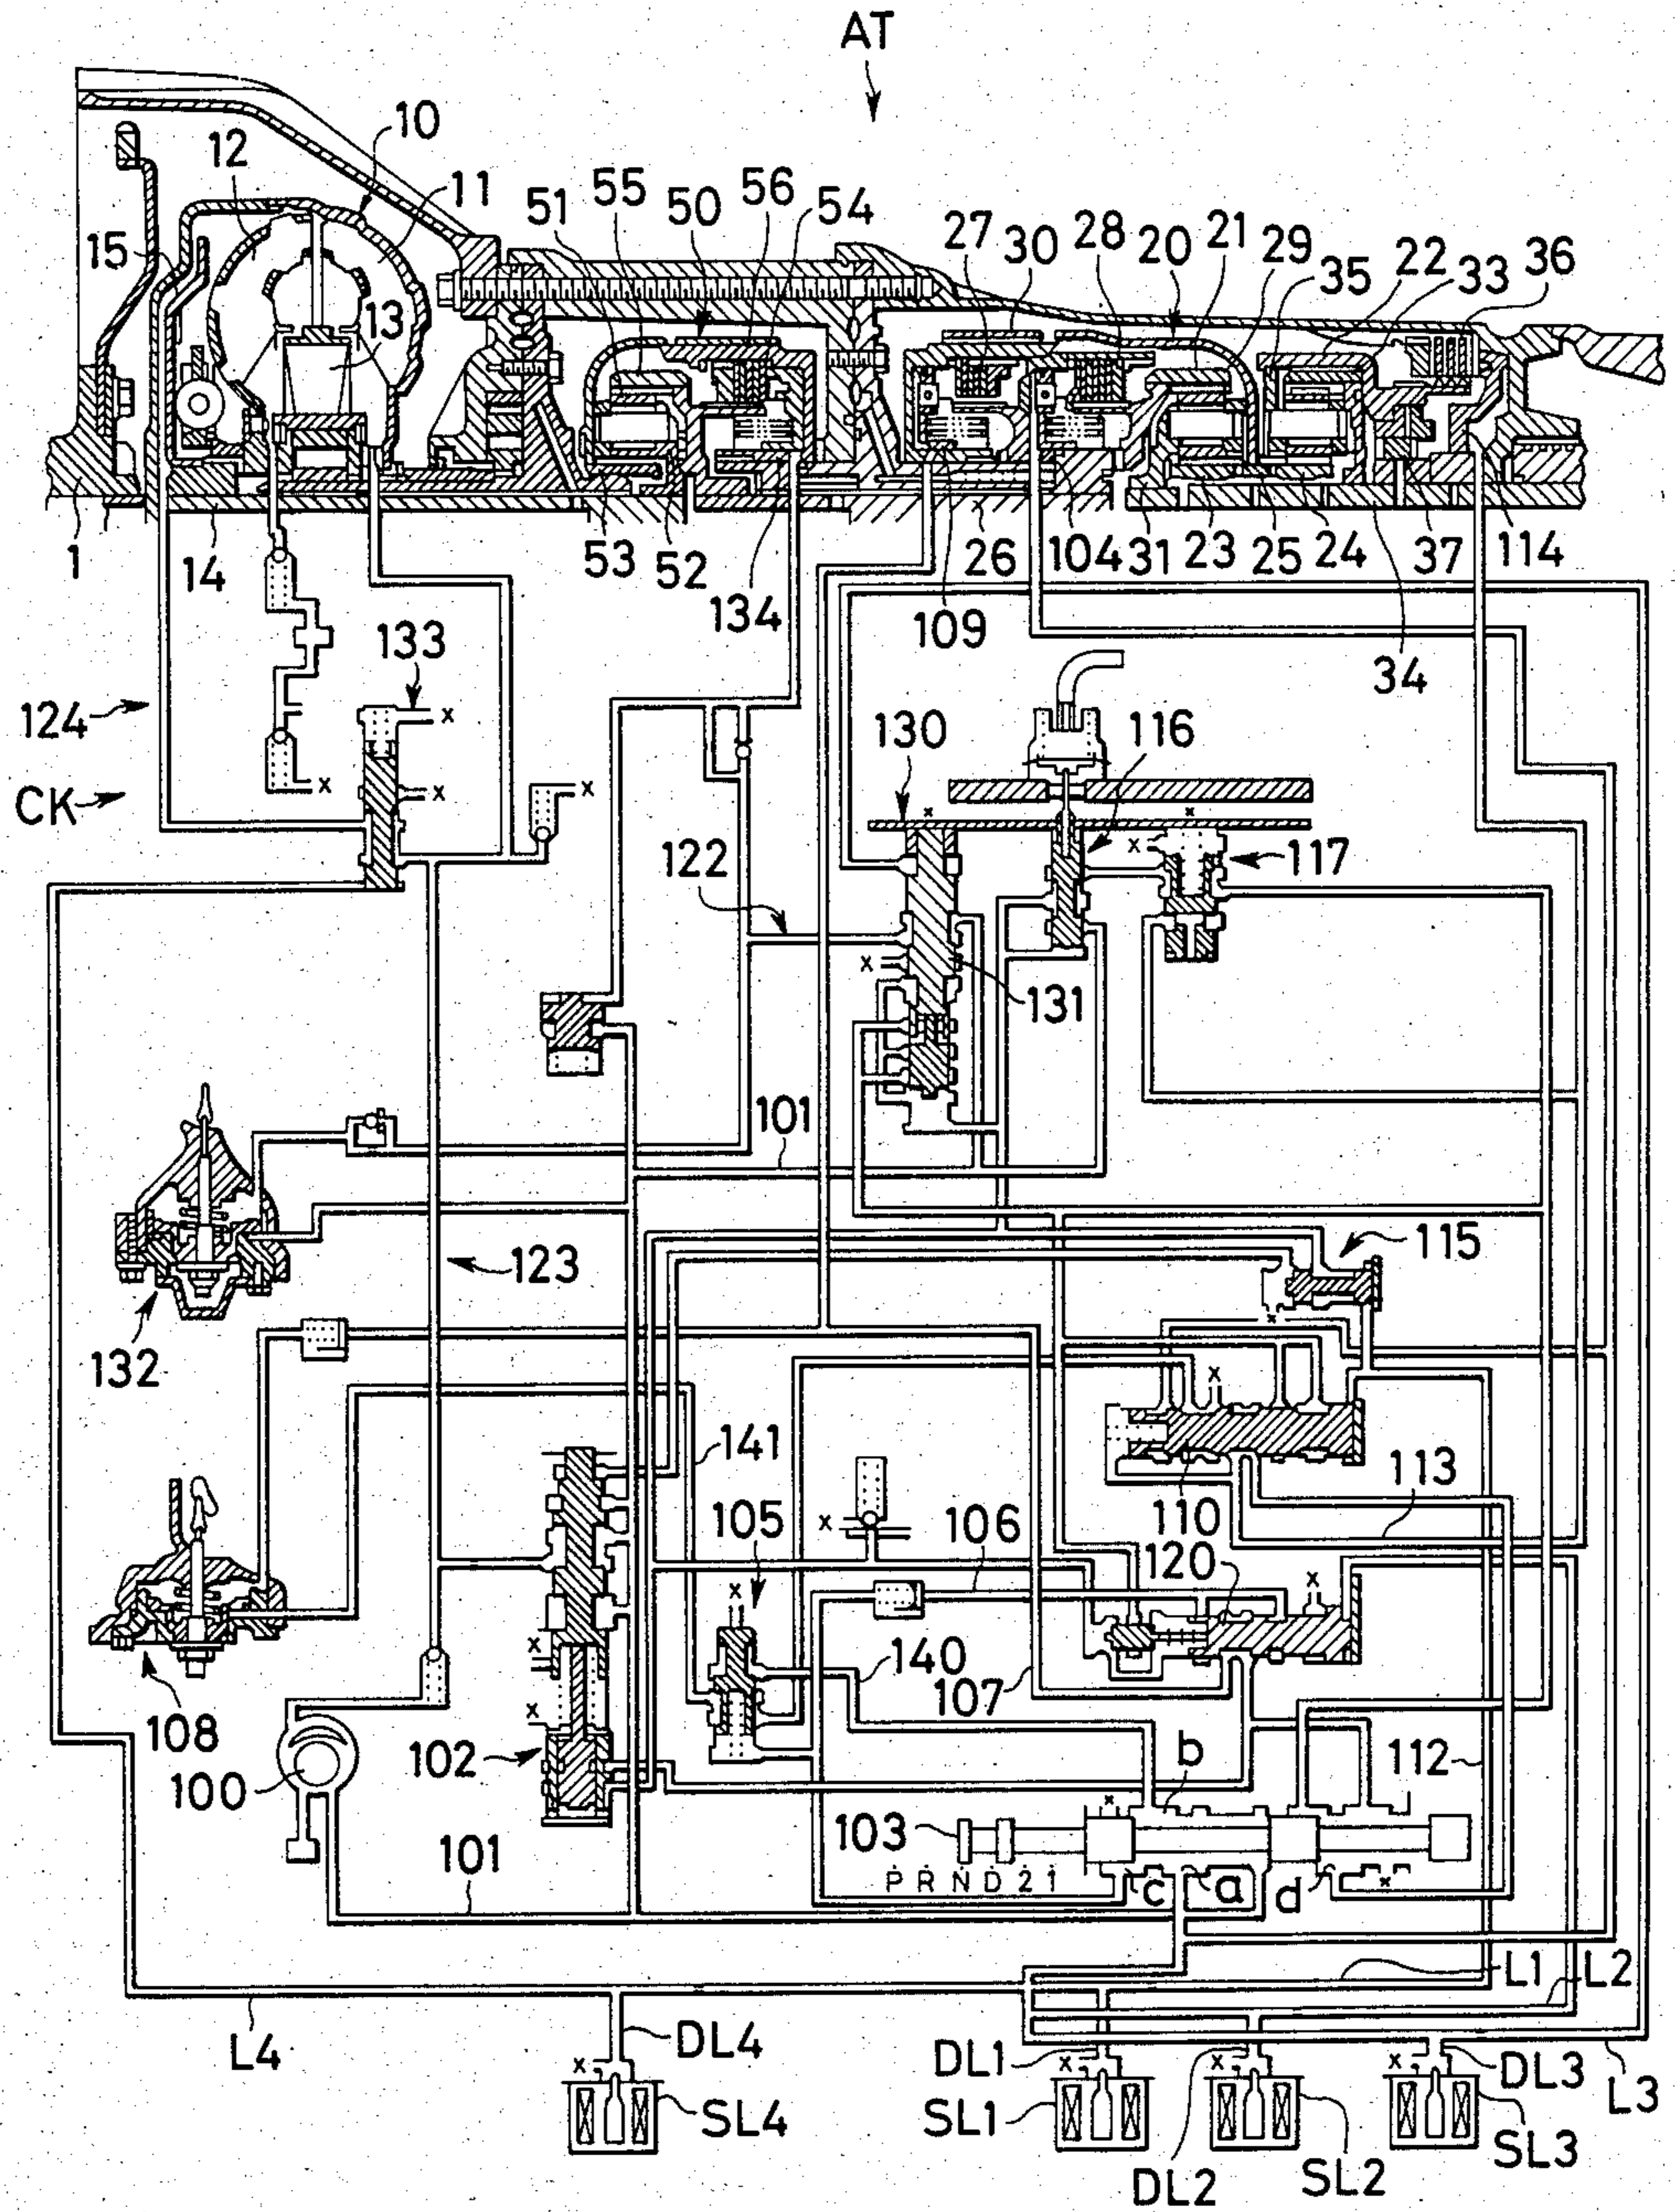 AT
10
12
11
15
13
51
55
50
56
54
27
30
28
20
21
29
35
22
33
36
1
14
53
52
134
26
109
104
31
23
25
24
37
114
34
124
133
x
x
x
x
CK
130
116
x
x
x
117
122
x
131
101
123
115
x
132
x
141
113
110
105
106
x
120
x
x
140
107
x
x
108
102
100
b
112
103
x
P R N D 2 1
c
a
d
x
101
L1
L2
L4
DL4
DL1
DL2
DL3
L3
x
x
x
x
SL4
SL1
SL2
SL3